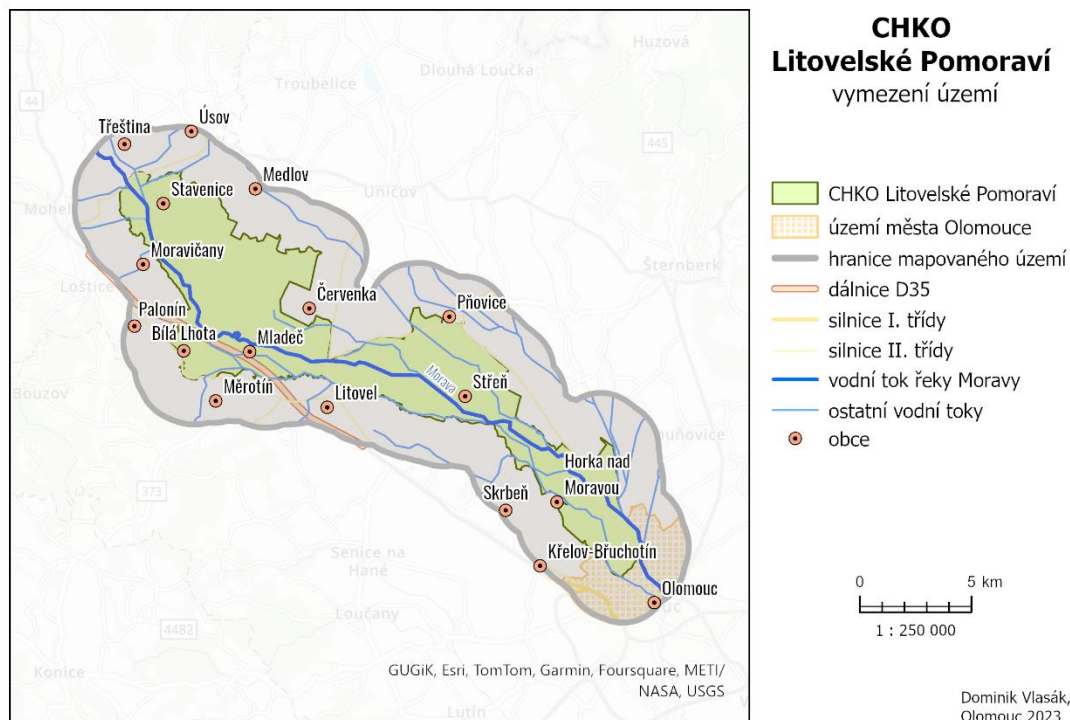 CHKO
Litovelské Pomoraví
vymezení území
CHKO Litovelské Pomoraví
území města Olomouce
hranice mapovaného území
dálnice D35
silnice I. třídy
silnice II. třídy
vodní tok řeky Moravy
ostatní vodní toky
obce
0 5 km
1 : 250 000
Dominik Vlasák,
Olomouc 2023
Huzová
Dlouhá Loučka
Troubelice
44
Úsov
Třeština
445
Medlov
Uničov
Stavenice
Mohel
Moravičany
Šternberk
Loštice
Červenka
Pňovice
Palonín
Bílá Lhota
Mladeč
Morava
Střeň
Bouzov
Měrotín
Litovel
Horka nad
Moravou
373
Skrbeň
Senice na
Hané
Křelov-Břuchotín
Olomouc
Loučany
4482
Konice
Lutín
GUGiK, Esri, TomTom, Garmin, Foursquare, METI/
NASA, USGS